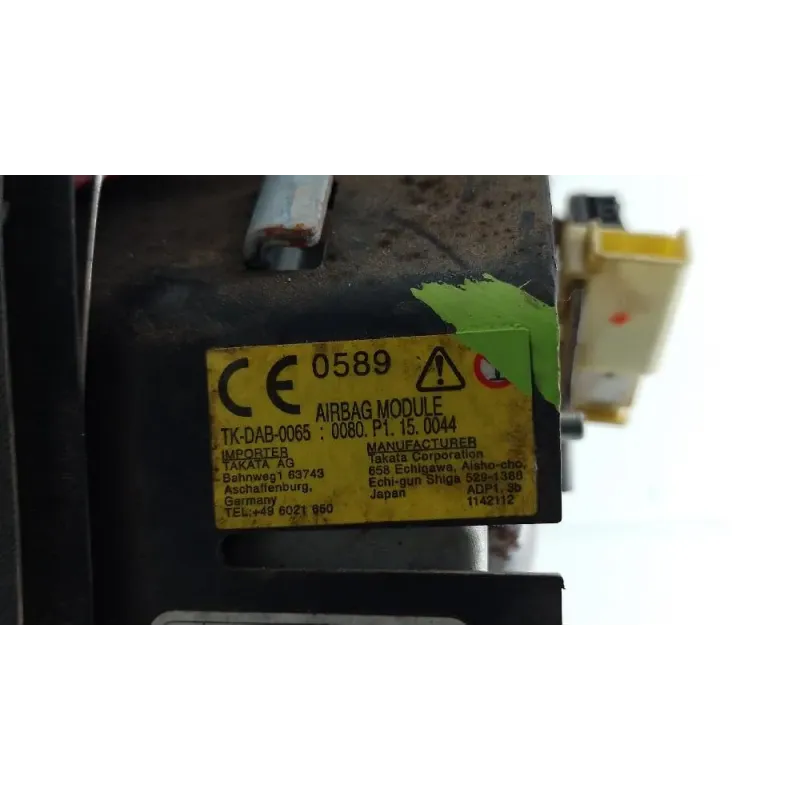 CE 0589
AIRBAG MODULE
TK-DAB-0065 : 0080. P1. 15. 0044
IMPORTER
TAKATA AG
Bahnweg1 63743
Aschaffenburg,
Germany
TEL:+49 6021 650
MANUFACTURER
Takata Corporation
658 Echigawa, Aisho-cho,
Echi-gun Shiga 529-1388
Japan
ADP1. 3b
1142112